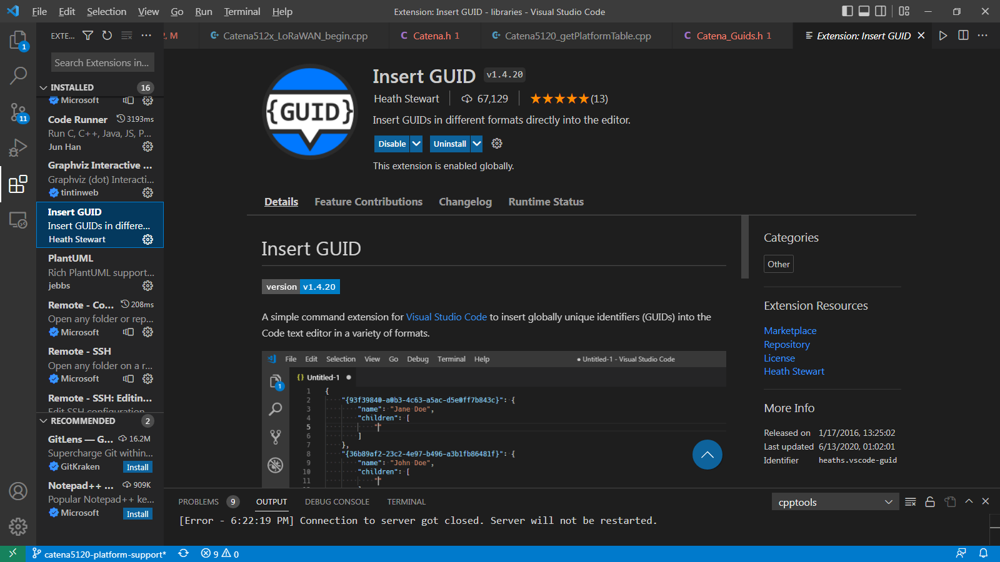 File Edit Selection View Go Run Terminal Help
Extension: Insert GUID - libraries - Visual Studio Code
EXTE...
2, M
Catena512x_LoRaWAN_begin.cpp
Catena.h 1
Catena5120_getPlatformTable.cpp
Catena_Guids.h 1
Extension: Insert GUID
1
11
Search Extensions in...
INSTALLED 16
Microsoft
Code Runner 3193ms
Run C, C++, Java, JS, P...
Jun Han
Graphviz Interactive ...
Graphviz (dot) Interacti...
tintinweb
Insert GUID
Insert GUIDs in differe...
Heath Stewart
PlantUML
Rich PlantUML support...
jebbs
Remote - Co... 208ms
Open any folder or rep...
Microsoft
Remote - SSH
Open any folder on a r...
Microsoft
Remote - SSH: Editin...
Edit SSH configuration
RECOMMENDED 2
GitLens — G... 16.2M
Supercharge Git within...
GitKraken Install
Notepad++ ... 909K
Popular Notepad++ ke...
Microsoft Install
{GUID}
Insert GUID v1.4.20
Heath Stewart 67,129 ★★★★★(13)
Insert GUIDs in different formats directly into the editor.
Disable Uninstall
This extension is enabled globally.
Details Feature Contributions Changelog Runtime Status
Insert GUID
version v1.4.20
A simple command extension for Visual Studio Code to insert globally unique identifiers (GUIDs) into the
Code text editor in a variety of formats.
File Edit Selection View Go Debug Terminal Help
● Untitled-1 - Visual Studio Code
{} Untitled-1 ●
1
1 {
2 "{93f39840-a0b3-4c63-a5ac-d5e0ff7b843c}": {
3 "name": "Jane Doe",
4 "children": [
5 ""
6 ]
7 },
8 "{36b89af2-23c2-4e97-b496-a3b1fb86481f}": {
9 "name": "John Doe",
10 "children": [
11 ""
Categories
Other
Extension Resources
Marketplace
Repository
License
Heath Stewart
More Info
Released on 1/17/2016, 13:25:02
Last updated 6/13/2020, 01:02:01
Identifier heaths.vscode-guid
PROBLEMS 9 OUTPUT DEBUG CONSOLE TERMINAL
cpptools
[Error - 6:22:19 PM] Connection to server got closed. Server will not be restarted.
catena5120-platform-support* 9 0